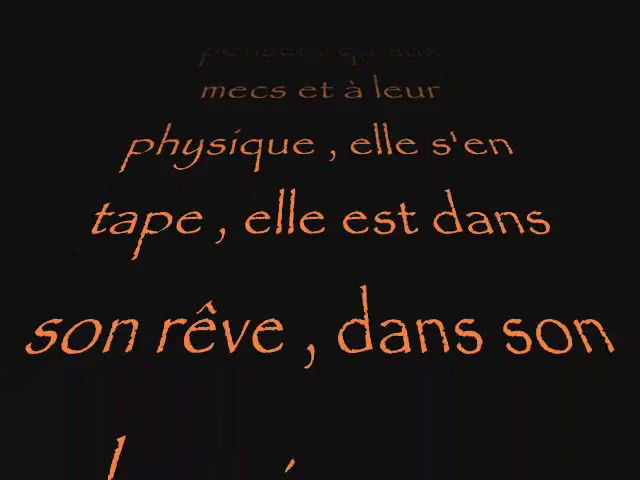 mecs et à leur
physique , elle s'en
tape , elle est dans
son rêve , dans son